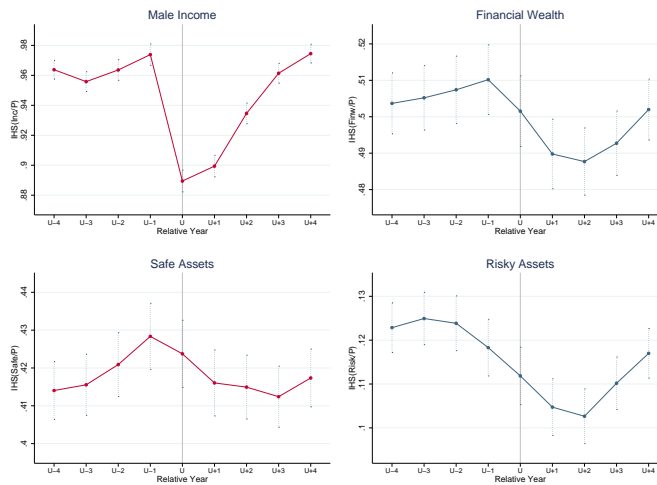 Male Income
IHS(Inc/P)
.98
.96
.94
.92
.9
.88
U−4 U−3 U−2 U−1 U U+1 U+2 U+3 U+4
Relative Year
Financial Wealth
IHS(Finw/P)
.52
.51
.5
.49
.48
U−4 U−3 U−2 U−1 U U+1 U+2 U+3 U+4
Relative Year
Safe Assets
IHS(Safe/P)
.44
.43
.42
.41
.4
U−4 U−3 U−2 U−1 U U+1 U+2 U+3 U+4
Relative Year
Risky Assets
IHS(Risk/P)
.13
.12
.11
.1
U−4 U−3 U−2 U−1 U U+1 U+2 U+3 U+4
Relative Year